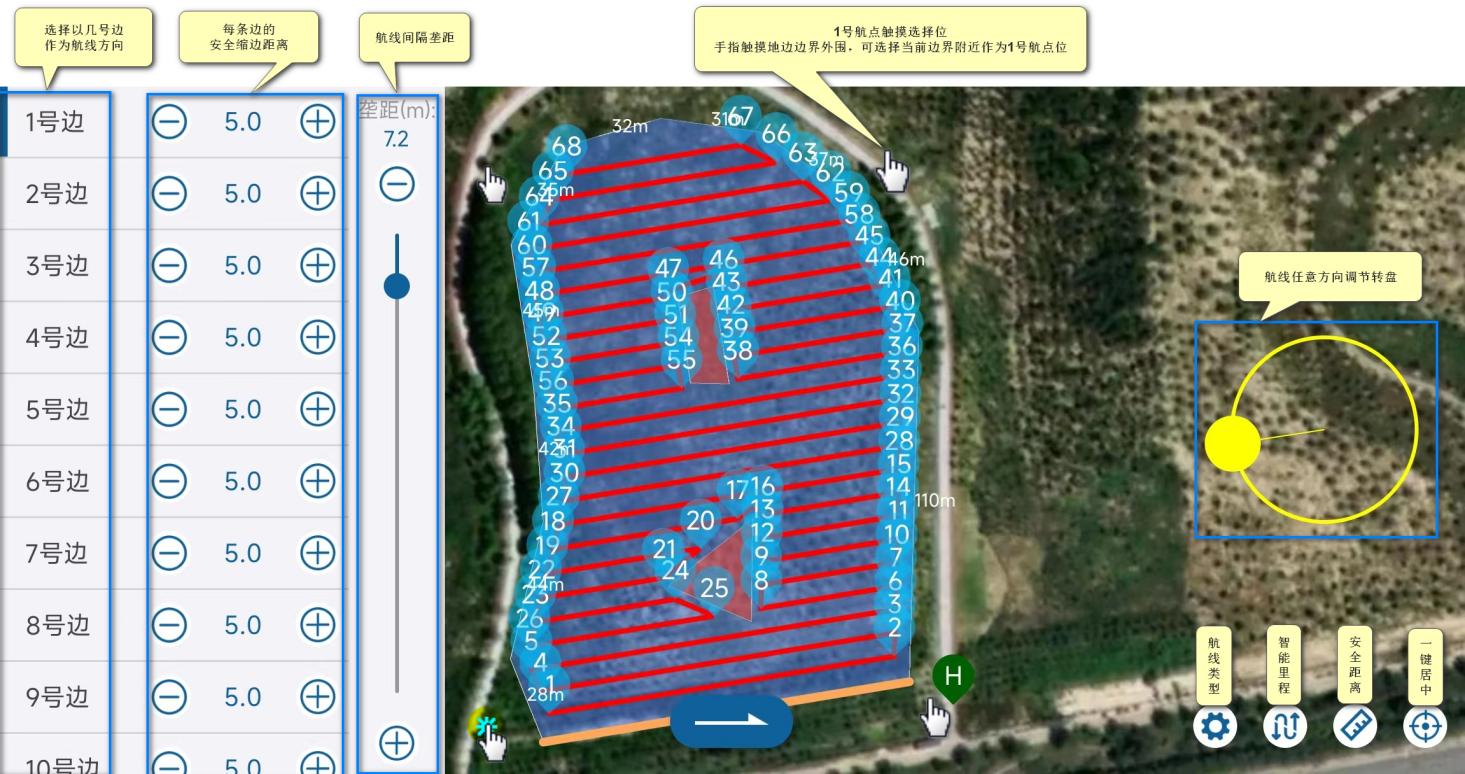 选择以几号边
作为航线方向
每条边的
安全缩边距离
航线间隔垄距
1号航点触摸选择位
手指触摸地边边界外围，可选择当前边界附近作为1号航点位
1号边
5.0
2号边
5.0
3号边
5.0
4号边
5.0
5号边
5.0
6号边
5.0
7号边
5.0
8号边
5.0
9号边
5.0
10号边
5.0
垄距(m):
7.2
67
31m
32m
66
68
63
37m
62
65
59
64
35m
58
61
45
60
44
46m
57
41
48
40
49
45m
37
52
36
53
33
56
32
35
29
34
28
31
42m
15
30
14
27
11
110m
18
10
19
7
22
44m
6
23
3
26
2
5
4
1
28m
47
46
50
43
51
42
54
39
55
38
17
16
13
20
12
21
9
24
8
25
H
航线任意方向调节转盘
航线类型
智能里程
安全距离
一键居中